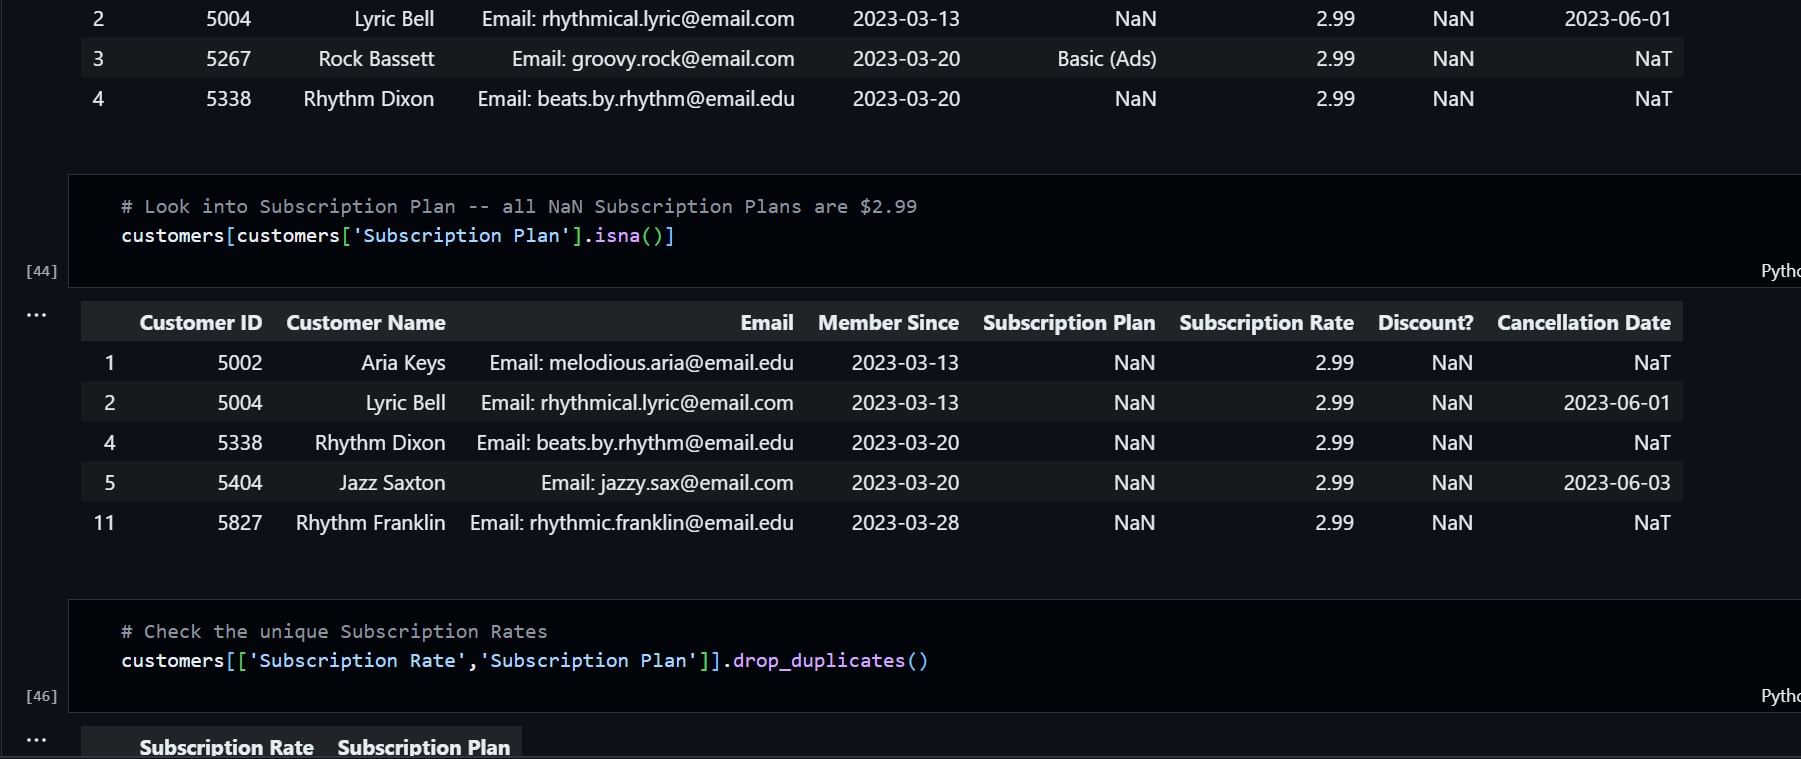 2 5004 Lyric Bell Email: rhythmical.lyric@email.com 2023-03-13 NaN 2.99 NaN 2023-06-01
3 5267 Rock Bassett Email: groovy.rock@email.com 2023-03-20 Basic (Ads) 2.99 NaN NaT
4 5338 Rhythm Dixon Email: beats.by.rhythm@email.edu 2023-03-20 NaN 2.99 NaN NaT
# Look into Subscription Plan -- all NaN Subscription Plans are $2.99
customers[customers['Subscription Plan'].isna()]
[44] Pytho
...
Customer ID Customer Name Email Member Since Subscription Plan Subscription Rate Discount? Cancellation Date
1 5002 Aria Keys Email: melodious.aria@email.edu 2023-03-13 NaN 2.99 NaN NaT
2 5004 Lyric Bell Email: rhythmical.lyric@email.com 2023-03-13 NaN 2.99 NaN 2023-06-01
4 5338 Rhythm Dixon Email: beats.by.rhythm@email.edu 2023-03-20 NaN 2.99 NaN NaT
5 5404 Jazz Saxton Email: jazzy.sax@email.com 2023-03-20 NaN 2.99 NaN 2023-06-03
11 5827 Rhythm Franklin Email: rhythmic.franklin@email.edu 2023-03-28 NaN 2.99 NaN NaT
# Check the unique Subscription Rates
customers[['Subscription Rate','Subscription Plan']].drop_duplicates()
[46] Pytho
...
Subscription Rate Subscription Plan